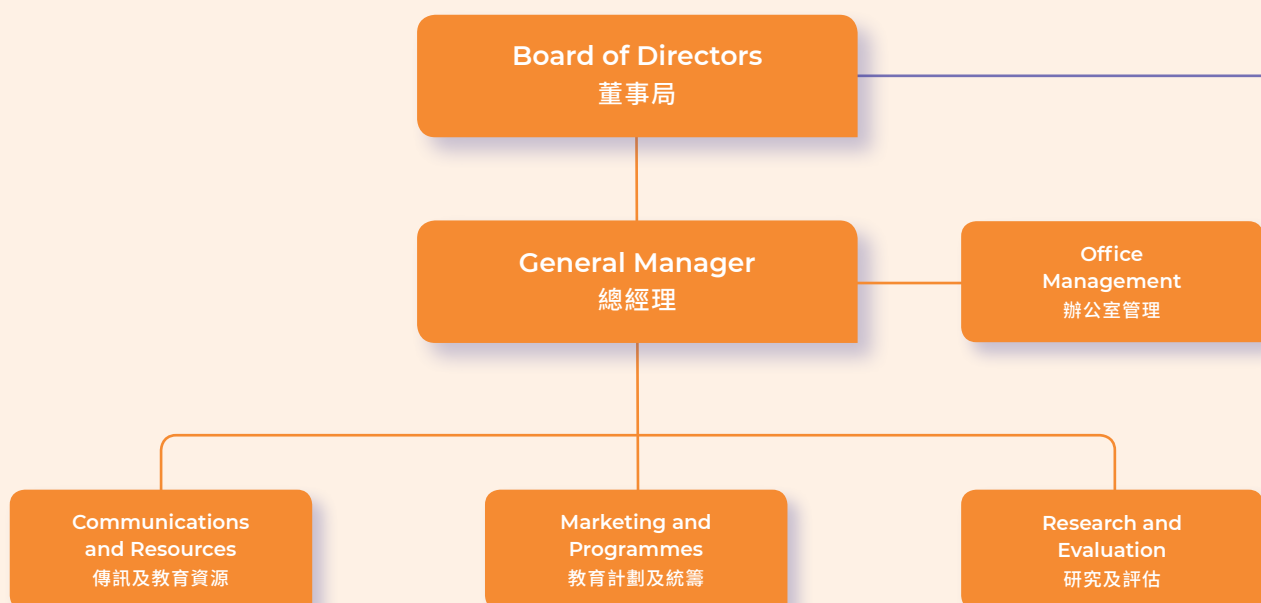 Board of Directors
董事局
General Manager
總經理
Office
Management
辦公室管理
Communications
and Resources
傳訊及教育資源
Marketing and
Programmes
教育計劃及統籌
Research and
Evaluation
研究及評估